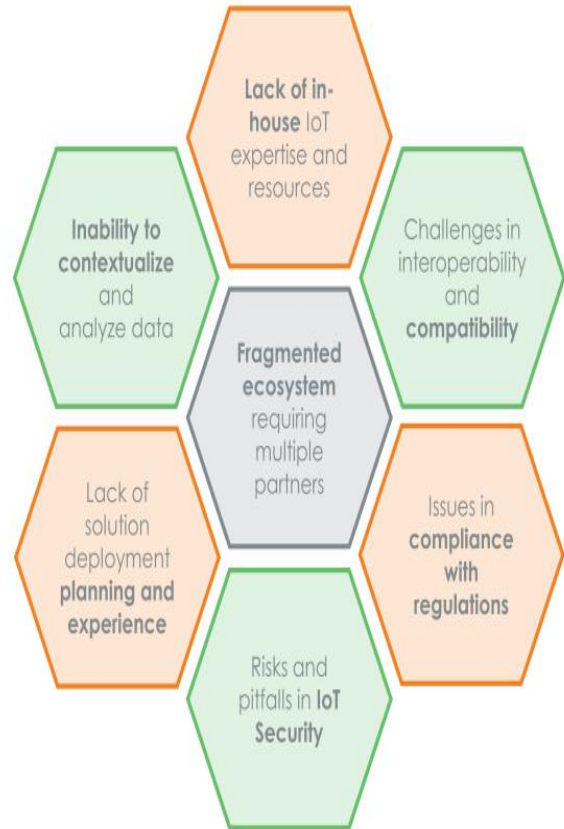 Lack of in-
house IoT
expertise and
resources
Inability to
contextualize
and
analyze data
Challenges in
interoperability
and
compatibility
Fragmented
ecosystem
requiring
multiple
partners
Lack of
solution
deployment
planning and
experience
Issues in
compliance
with
regulations
Risks and
pitfalls in IoT
Security